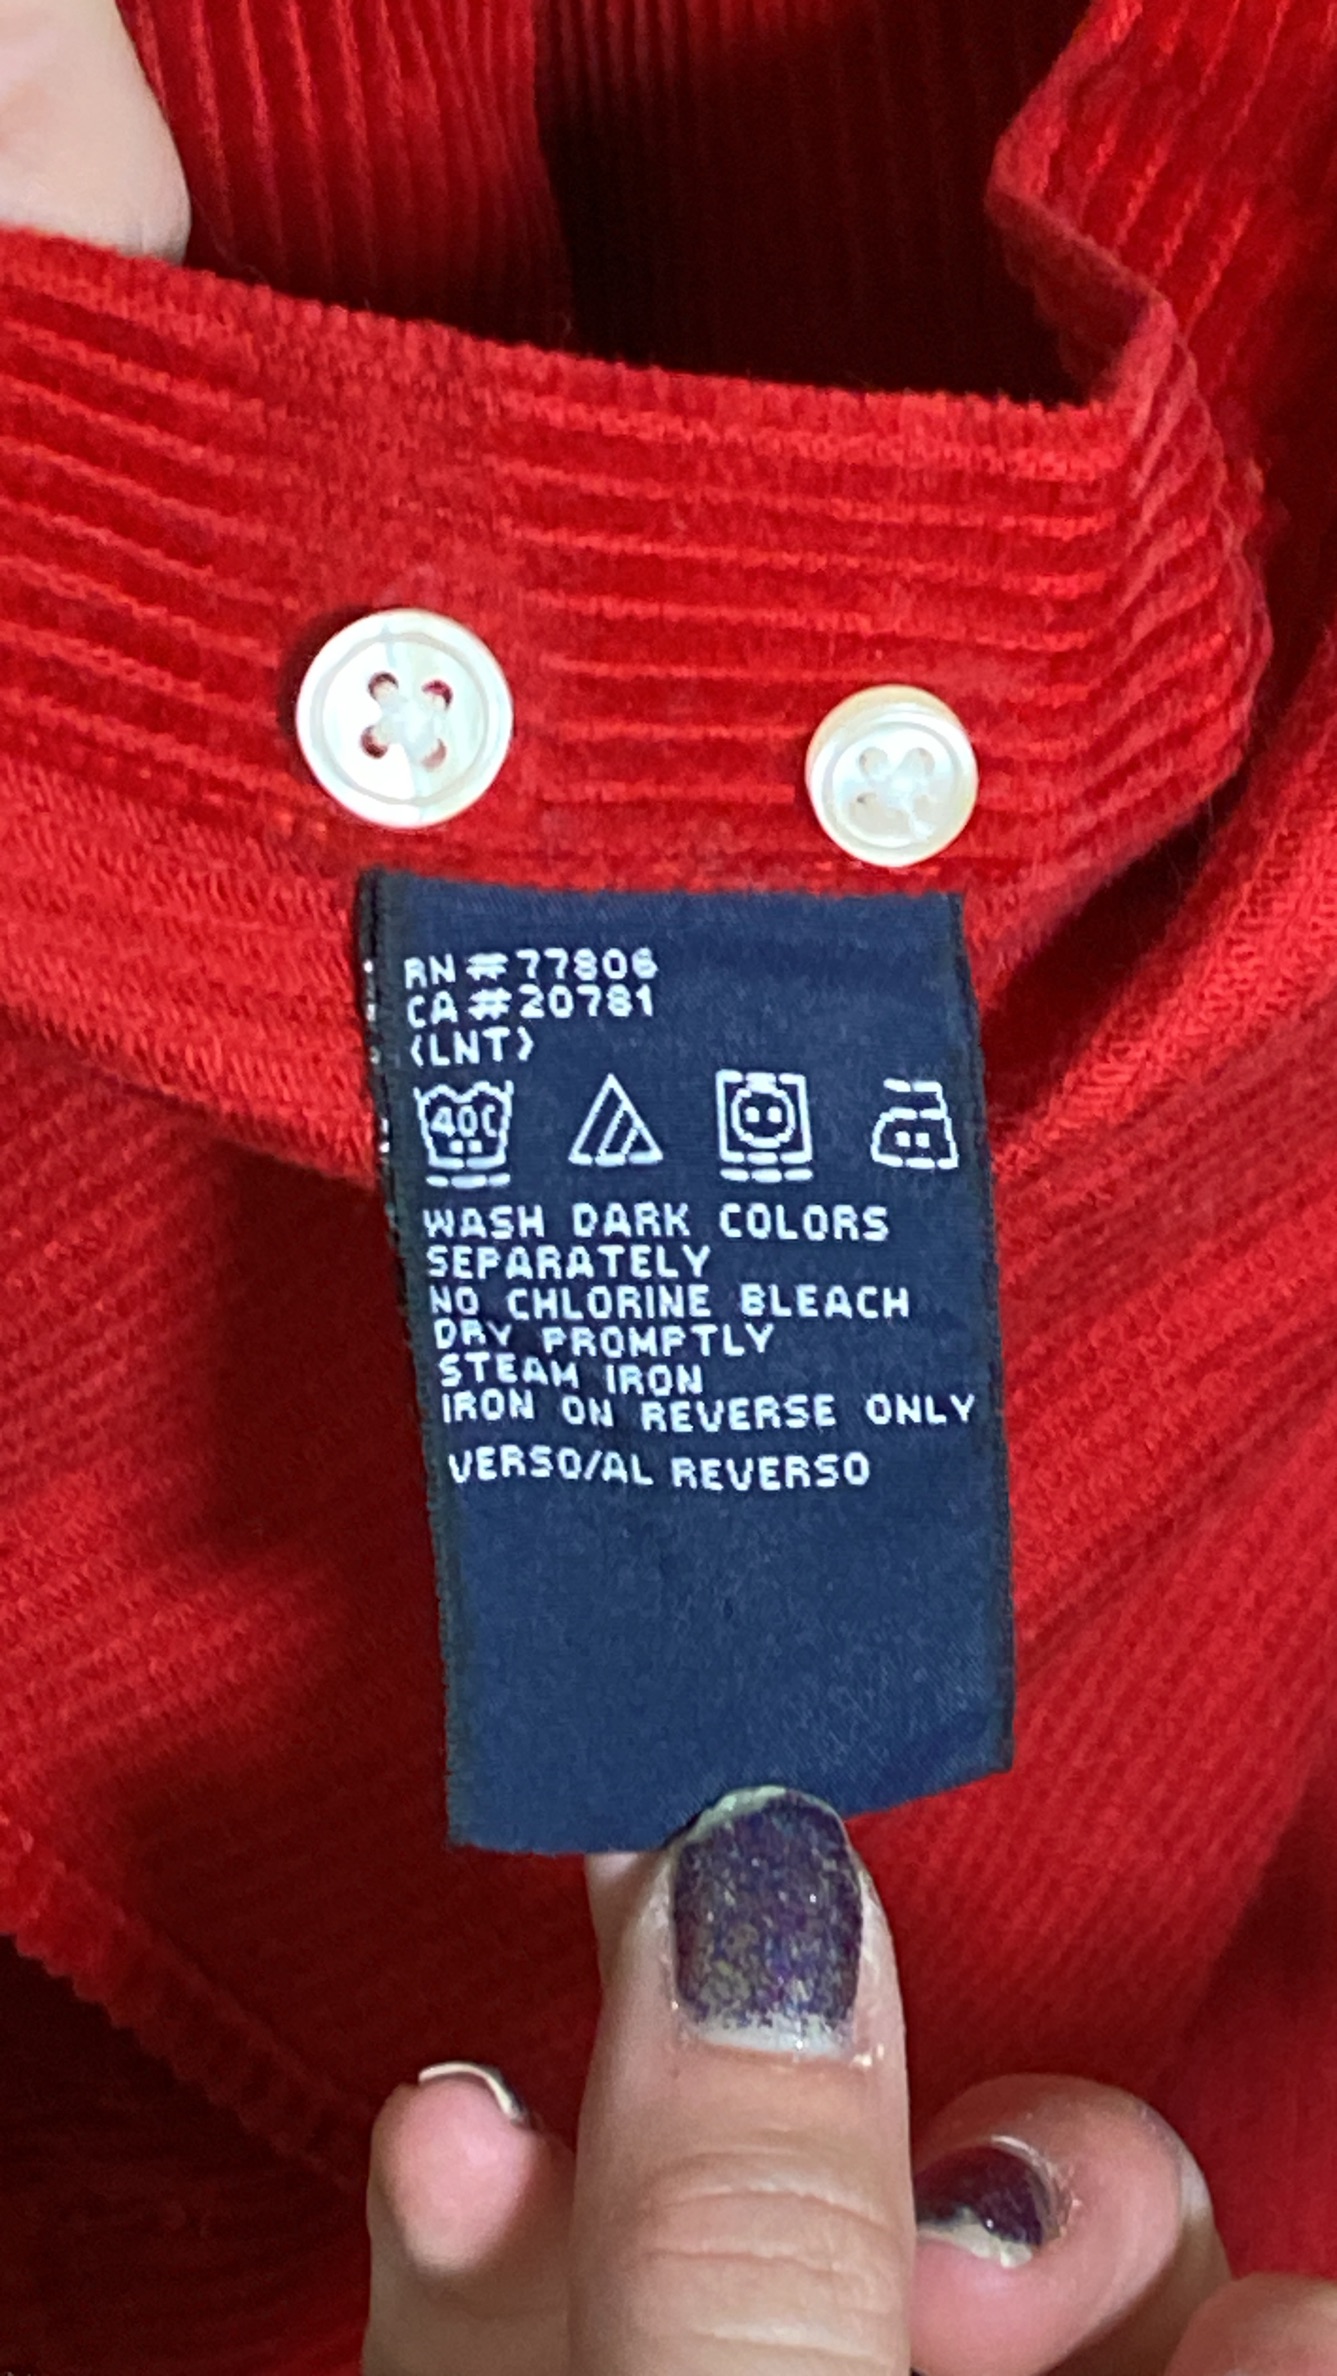 RN#77806
CA#20781
(LNT)
40C
WASH DARK COLORS
SEPARATELY
NO CHLORINE BLEACH
DRY PROMPTLY
STEAM IRON
IRON ON REVERSE ONLY
VERSO/AL REVERSO